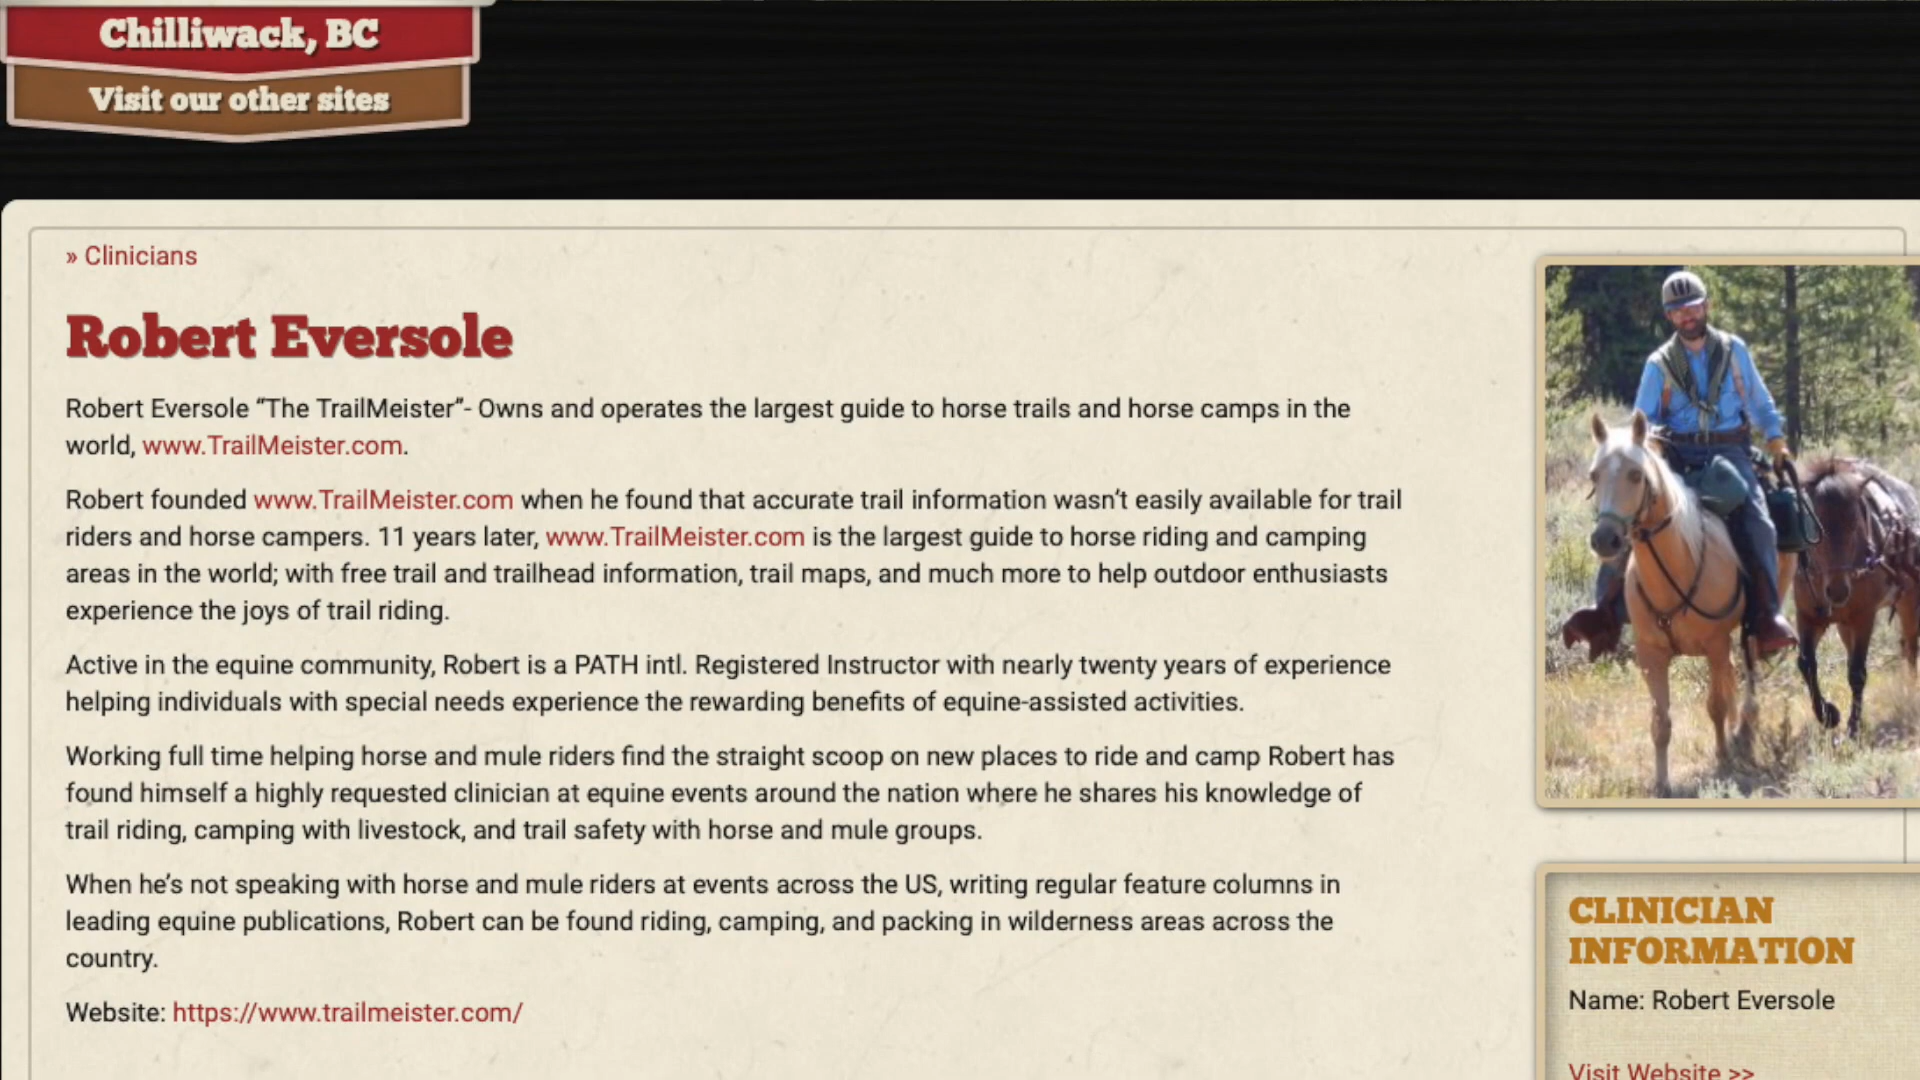 Chilliwack, BC
Visit our other sites
» Clinicians
Robert Eversole
Robert Eversole “The TrailMeister”- Owns and operates the largest guide to horse trails and horse camps in the
world, www.TrailMeister.com.
Robert founded www.TrailMeister.com when he found that accurate trail information wasn’t easily available for trail
riders and horse campers. 11 years later, www.TrailMeister.com is the largest guide to horse riding and camping
areas in the world; with free trail and trailhead information, trail maps, and much more to help outdoor enthusiasts
experience the joys of trail riding.
Active in the equine community, Robert is a PATH intl. Registered Instructor with nearly twenty years of experience
helping individuals with special needs experience the rewarding benefits of equine-assisted activities.
Working full time helping horse and mule riders find the straight scoop on new places to ride and camp Robert has
found himself a highly requested clinician at equine events around the nation where he shares his knowledge of
trail riding, camping with livestock, and trail safety with horse and mule groups.
When he’s not speaking with horse and mule riders at events across the US, writing regular feature columns in
leading equine publications, Robert can be found riding, camping, and packing in wilderness areas across the
country.
Website: https://www.trailmeister.com/
CLINICIAN
INFORMATION
Name: Robert Eversole
Visit Website >>